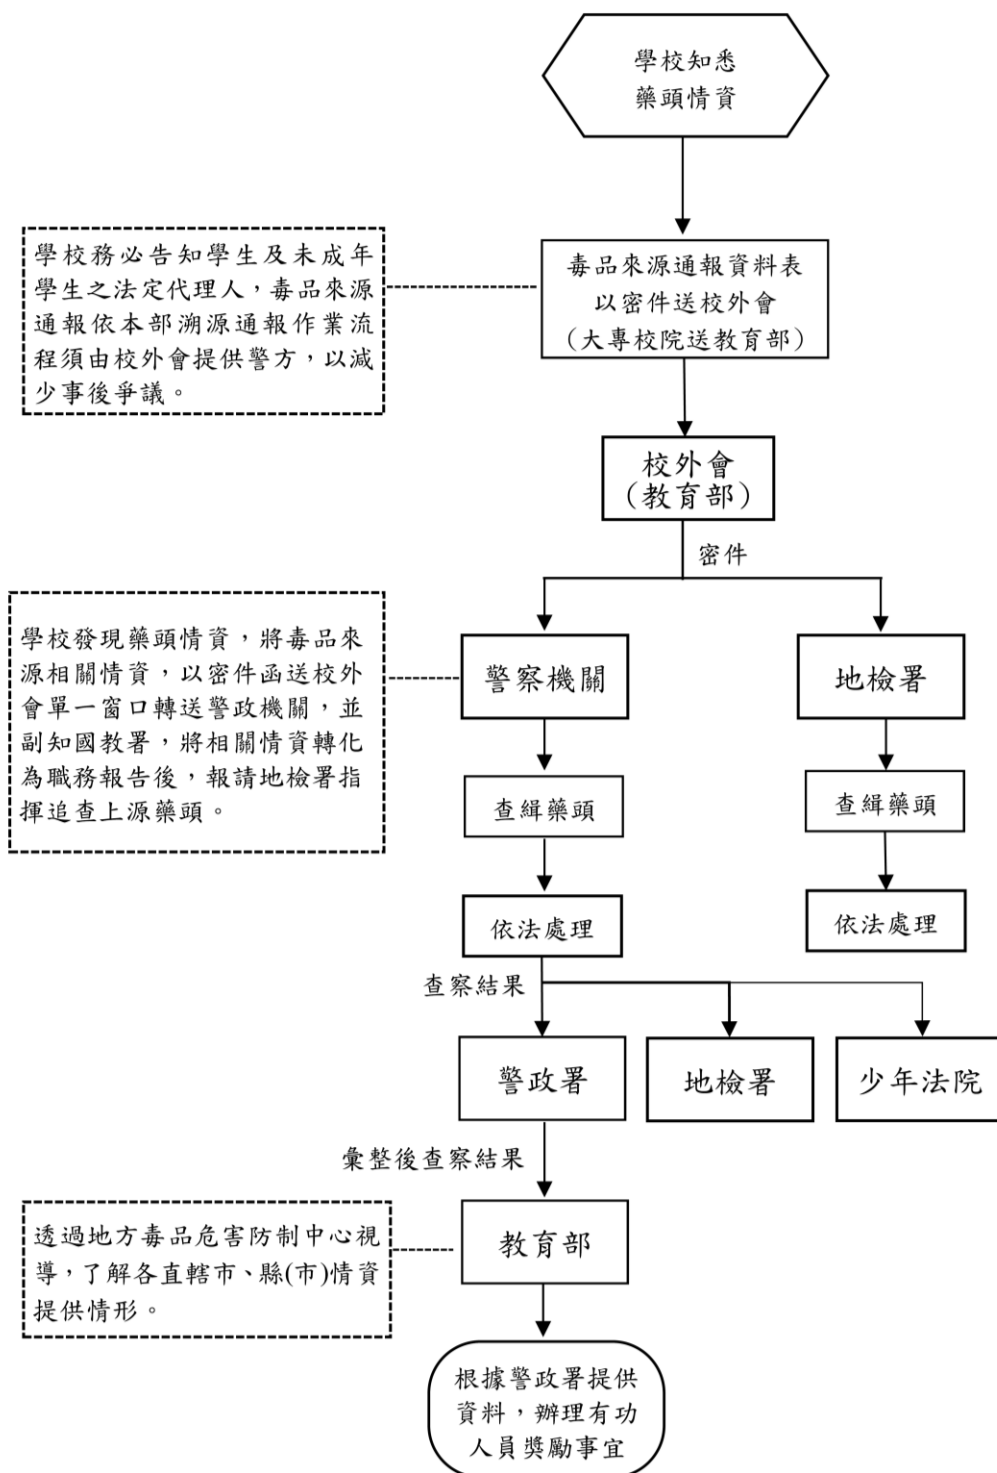 學校知悉
藥頭情資
學校務必告知學生及未成年
學生之法定代理人，毒品來源
通報依本部溯源通報作業流
程須由校外會提供警方，以減
少事後爭議。
毒品來源通報資料表
以密件送校外會
（大專校院送教育部）
校外會
（教育部）
密件
學校發現藥頭情資，將毒品來
源相關情資，以密件函送校外
會單一窗口轉送警政機關，並
副知國教署，將相關情資轉化
為職務報告後，報請地檢署指
揮追查上源藥頭。
警察機關
地檢署
查緝藥頭
查緝藥頭
依法處理
依法處理
查察結果
警政署
地檢署
少年法院
彙整後查察結果
透過地方毒品危害防制中心視
導，了解各直轄市、縣(市)情資
提供情形。
教育部
根據警政署提供
資料，辦理有功
人員獎勵事宜